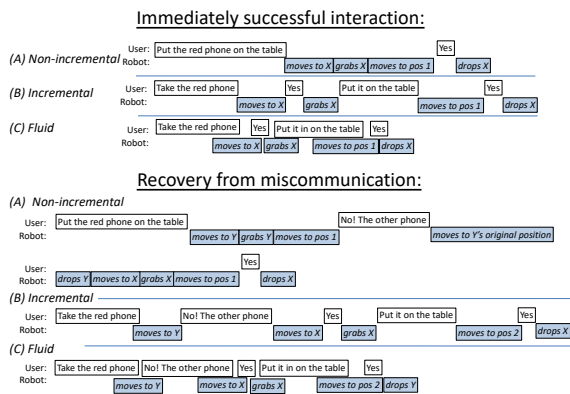 Immediately successful interaction:
(A) Non-incremental
User: Put the red phone on the table Yes
Robot: moves to X grabs X moves to pos 1 drops X
(B) Incremental
User: Take the red phone Yes Put it on the table Yes
Robot: moves to X grabs X moves to pos 1 drops X
(C) Fluid
User: Take the red phone Yes Put it in on the table Yes
Robot: moves to X grabs X moves to pos 1 drops X
Recovery from miscommunication:
(A) Non-incremental
User: Put the red phone on the table No! The other phone
Robot: moves to Y grabs Y moves to pos 1 moves to Y's original position
User: Yes
Robot: drops Y moves to X grabs X moves to pos 1 drops X
(B) Incremental
User: Take the red phone No! The other phone Yes Put it on the table Yes
Robot: moves to Y moves to X grabs X moves to pos 2 drops X
(C) Fluid
User: Take the red phone No! The other phone Yes Put it in on the table Yes
Robot: moves to Y moves to X grabs X moves to pos 2 drops Y